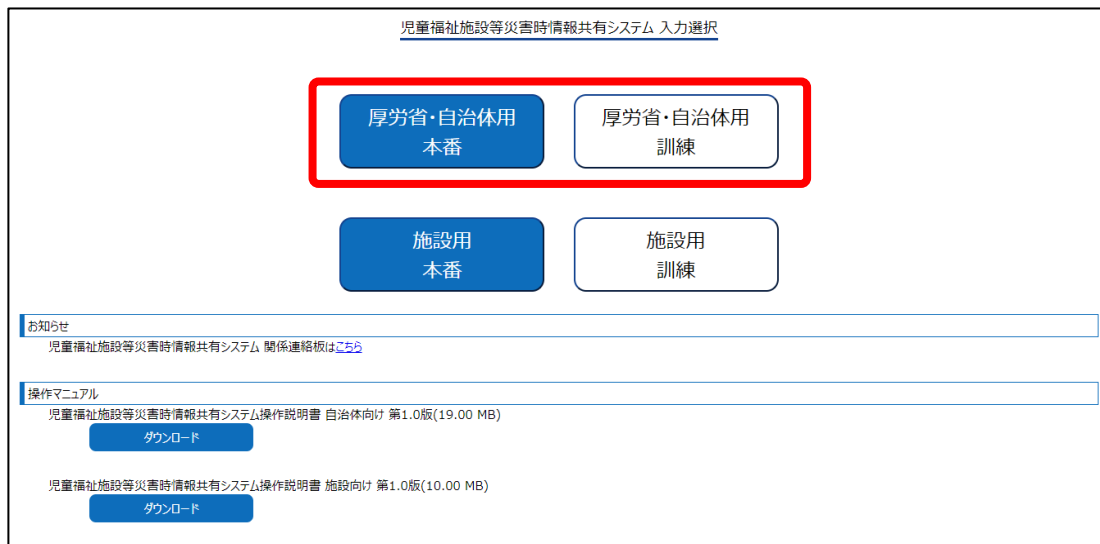 児童福祉施設等災害時情報共有システム 入力選択
厚労省・自治体用
本番
厚労省・自治体用
訓練
施設用
本番
施設用
訓練
お知らせ
児童福祉施設等災害時情報共有システム 関係連絡板はこちら
操作マニュアル
児童福祉施設等災害時情報共有システム操作説明書 自治体向け 第1.0版(19.00 MB)
ダウンロード
児童福祉施設等災害時情報共有システム操作説明書 施設向け 第1.0版(10.00 MB)
ダウンロード